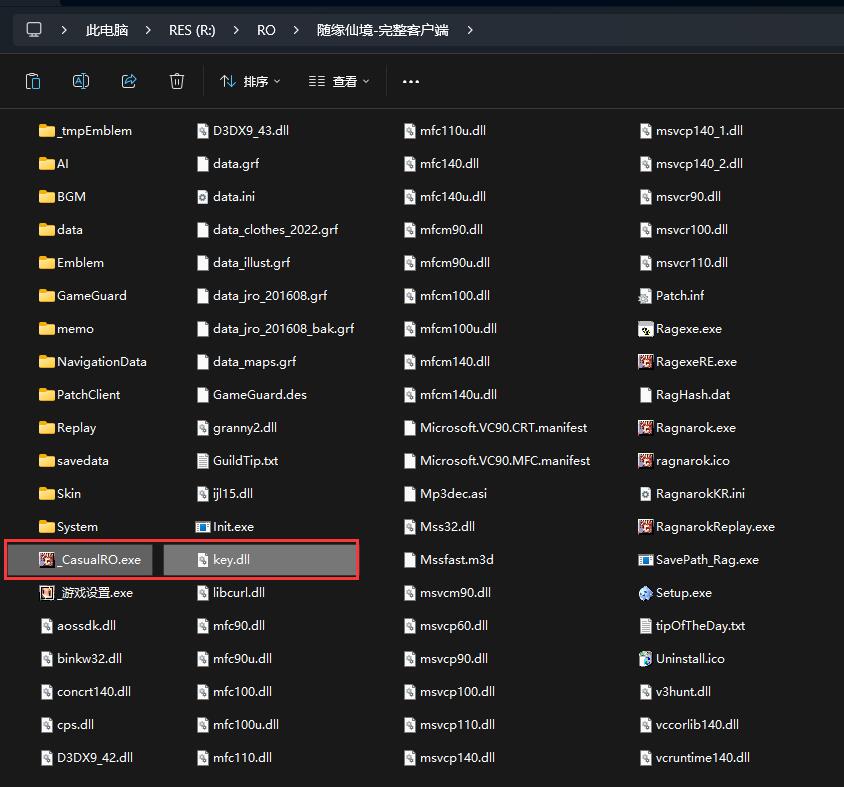 此电脑 > RES (R:) > RO > 随缘仙境-完整客户端 >
排序 查看 ...
_tmpEmblem
AI
BGM
data
Emblem
GameGuard
memo
NavigationData
PatchClient
Replay
savedata
Skin
System
_CasualRO.exe
_游戏设置.exe
aossdk.dll
binkw32.dll
concrt140.dll
cps.dll
D3DX9_42.dll
D3DX9_43.dll
data.grf
data.ini
data_clothes_2022.grf
data_illust.grf
data_jro_201608.grf
data_jro_201608_bak.grf
data_maps.grf
GameGuard.des
granny2.dll
GuildTip.txt
ijl15.dll
Init.exe
key.dll
libcurl.dll
mfc90.dll
mfc90u.dll
mfc100.dll
mfc100u.dll
mfc110.dll
mfc110u.dll
mfc140.dll
mfc140u.dll
mfcm90.dll
mfcm90u.dll
mfcm100.dll
mfcm100u.dll
mfcm140.dll
mfcm140u.dll
Microsoft.VC90.CRT.manifest
Microsoft.VC90.MFC.manifest
Mp3dec.asi
Mss32.dll
Mssfast.m3d
msvcm90.dll
msvcp60.dll
msvcp90.dll
msvcp100.dll
msvcp110.dll
msvcp140.dll
msvcp140_1.dll
msvcp140_2.dll
msvcr90.dll
msvcr100.dll
msvcr110.dll
Patch.inf
Ragexe.exe
RagexeRE.exe
RagHash.dat
Ragnarok.exe
ragnarok.ico
RagnarokKR.ini
RagnarokReplay.exe
SavePath_Rag.exe
Setup.exe
tipOfTheDay.txt
Uninstall.ico
v3hunt.dll
vccorlib140.dll
vcruntime140.dll